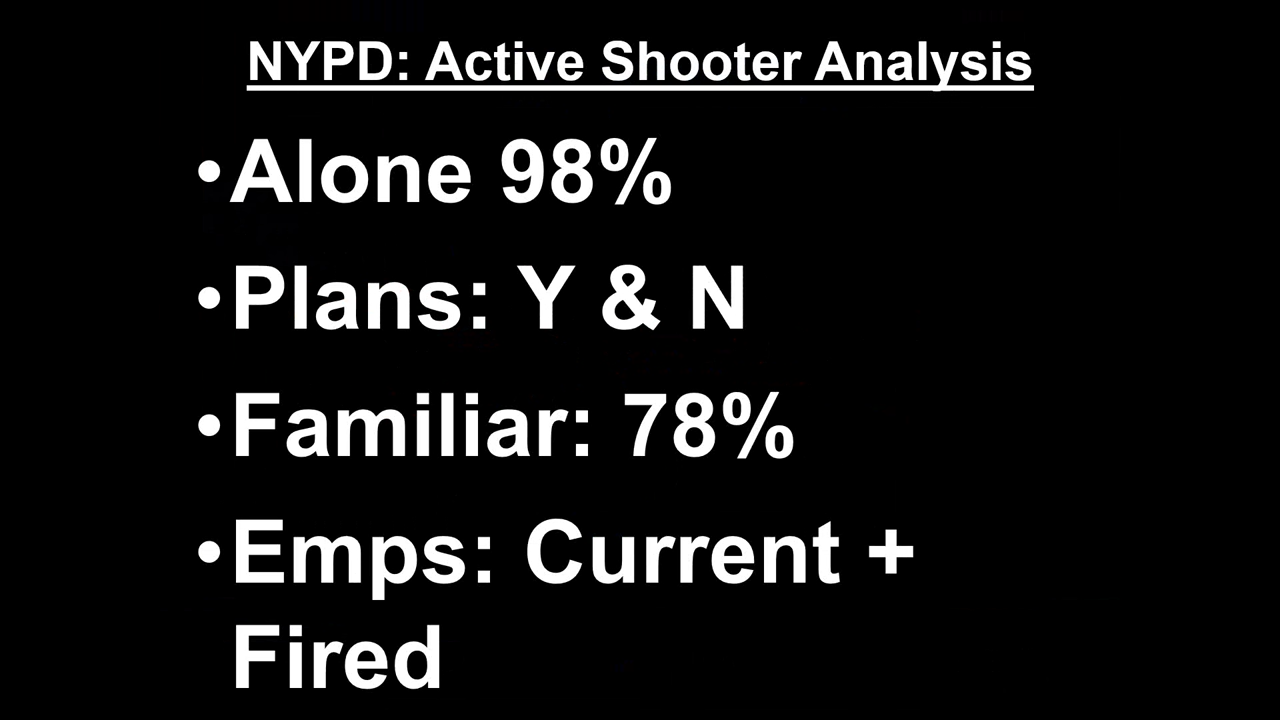 NYPD: Active Shooter Analysis
•Alone 98%
•Plans: Y & N
•Familiar: 78%
•Emps: Current +
Fired